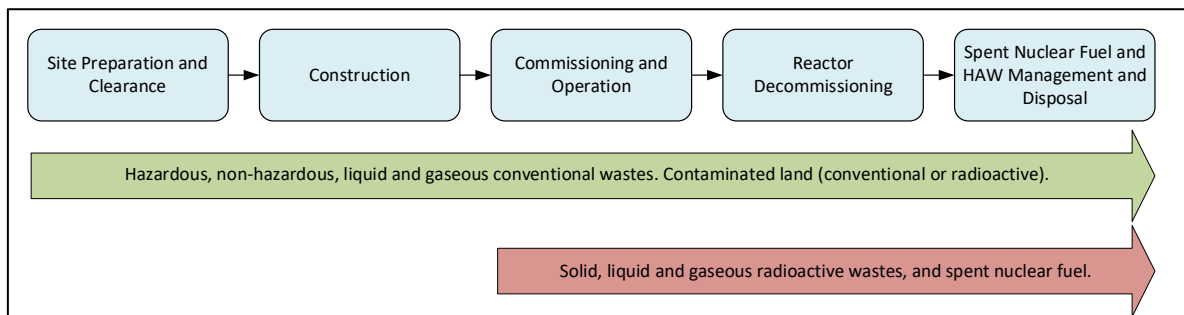 Site Preparation and
Clearance
Construction
Commissioning and
Operation
Reactor
Decommissioning
Spent Nuclear Fuel and
HAW Management and
Disposal
Hazardous, non-hazardous, liquid and gaseous conventional wastes. Contaminated land (conventional or radioactive).
Solid, liquid and gaseous radioactive wastes, and spent nuclear fuel.